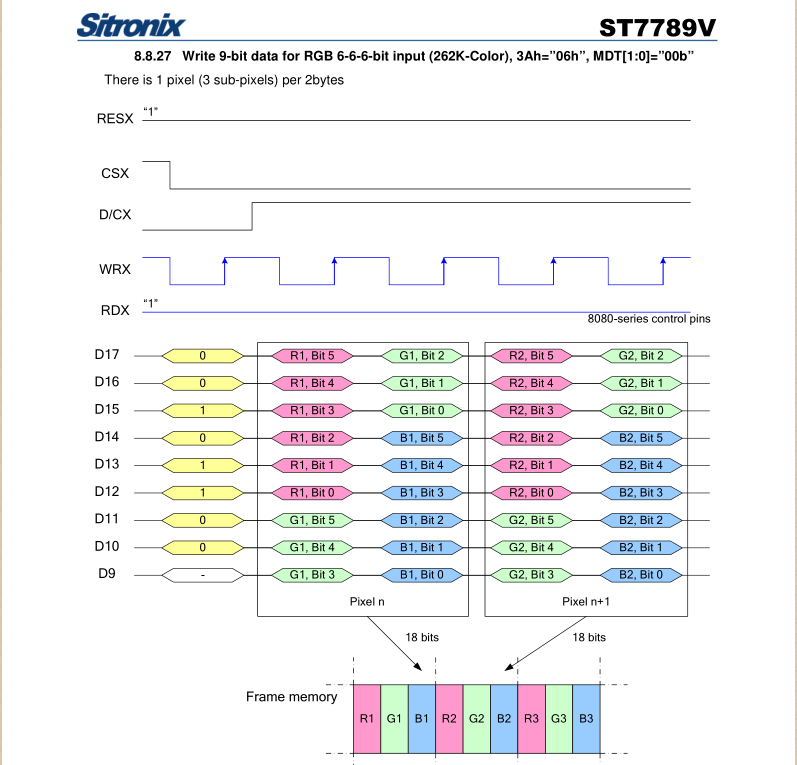 Sitronix
ST7789V
8.8.27 Write 9-bit data for RGB 6-6-6-bit input (262K-Color), 3Ah=”06h”, MDT[1:0]=”00b”
There is 1 pixel (3 sub-pixels) per 2bytes
RESX “1”
CSX
D/CX
WRX
RDX “1”
8080-series control pins
D17 0 R1, Bit 5 G1, Bit 2 R2, Bit 5 G2, Bit 2
D16 0 R1, Bit 4 G1, Bit 1 R2, Bit 4 G2, Bit 1
D15 1 R1, Bit 3 G1, Bit 0 R2, Bit 3 G2, Bit 0
D14 0 R1, Bit 2 B1, Bit 5 R2, Bit 2 B2, Bit 5
D13 1 R1, Bit 1 B1, Bit 4 R2, Bit 1 B2, Bit 4
D12 1 R1, Bit 0 B1, Bit 3 R2, Bit 0 B2, Bit 3
D11 0 G1, Bit 5 B1, Bit 2 G2, Bit 5 B2, Bit 2
D10 0 G1, Bit 4 B1, Bit 1 G2, Bit 4 B2, Bit 1
D9 - G1, Bit 3 B1, Bit 0 G2, Bit 3 B2, Bit 0
Pixel n Pixel n+1
18 bits 18 bits
Frame memory
R1 G1 B1 R2 G2 B2 R3 G3 B3